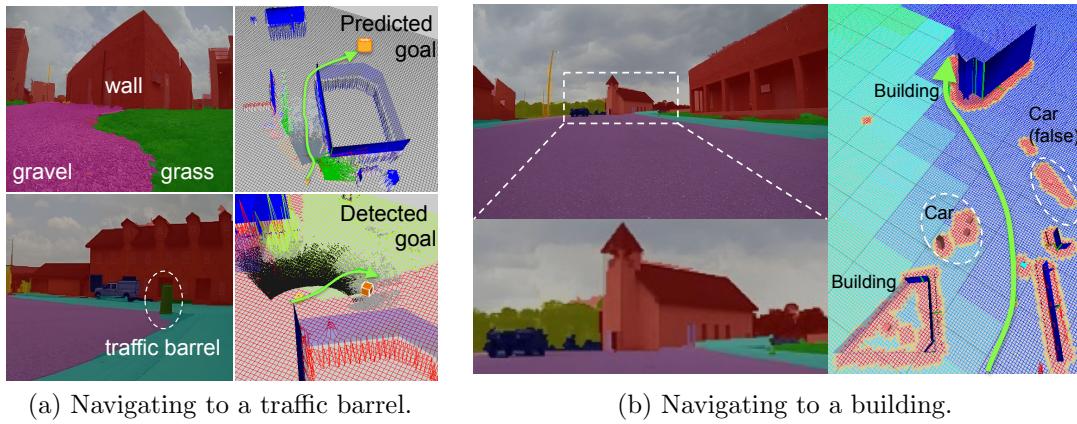 wall
gravel
grass
Predicted
goal
traffic barrel
Detected
goal
Building
Car
(false)
Car
Building
(a) Navigating to a traffic barrel.
(b) Navigating to a building.